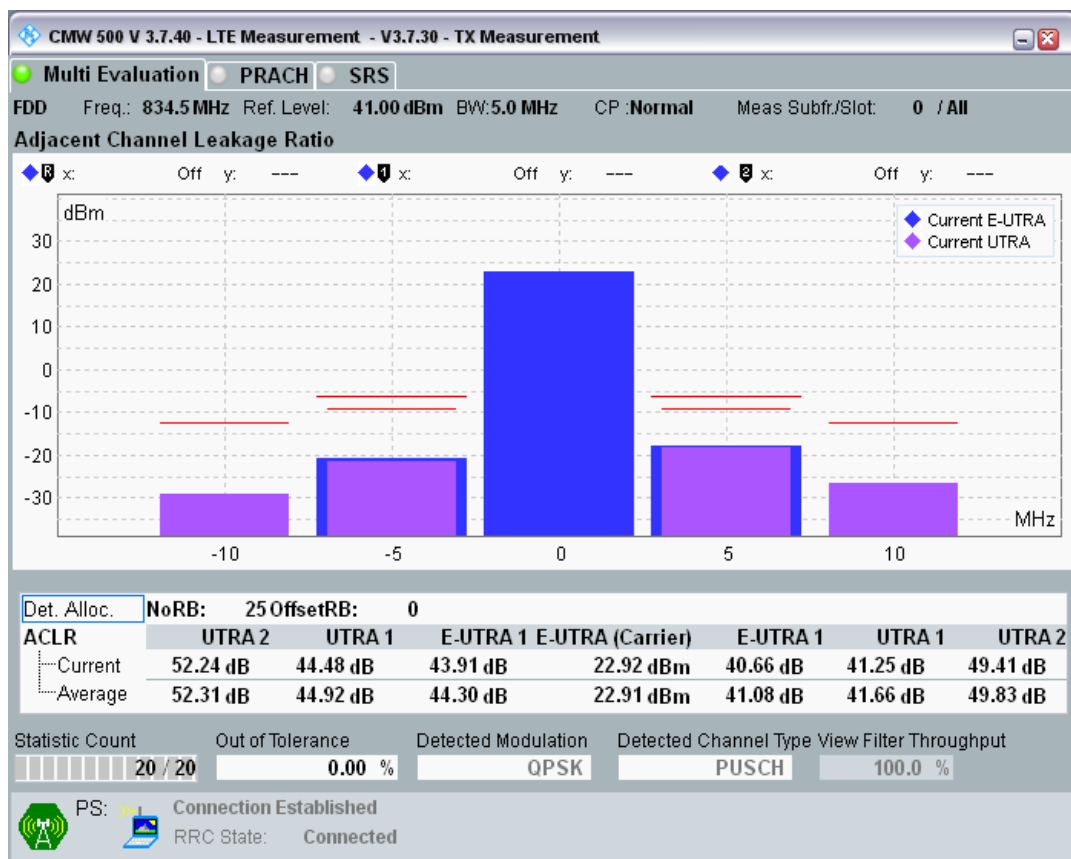 CMW 500 V 3.7.40 - LTE Measurement - V3.7.30 - TX Measurement
Multi Evaluation PRACH SRS
FDD Freq.: 834.5 MHz Ref. Level: 41.00 dBm BW:5.0 MHz CP :Normal Meas Subfr./Slot: 0 / All
Adjacent Channel Leakage Ratio
R x: Off y: --- 1 x: Off y: --- 2 x: Off y: ---
dBm
Current E-UTRA
Current UTRA
30
20
10
0
-10
-20
-30
MHz
-10 -5 0 5 10
Det. Alloc. NoRB: 25 OffsetRB: 0
ACLR UTRA 2 UTRA 1 E-UTRA 1 E-UTRA (Carrier) E-UTRA 1 UTRA 1 UTRA 2
Current 52.24 dB 44.48 dB 43.91 dB 22.92 dBm 40.66 dB 41.25 dB 49.41 dB
Average 52.31 dB 44.92 dB 44.30 dB 22.91 dBm 41.08 dB 41.66 dB 49.83 dB
Statistic Count Out of Tolerance Detected Modulation Detected Channel Type View Filter Throughput
20 / 20 0.00 % QPSK PUSCH 100.0 %
PS: Connection Established
RRC State: Connected